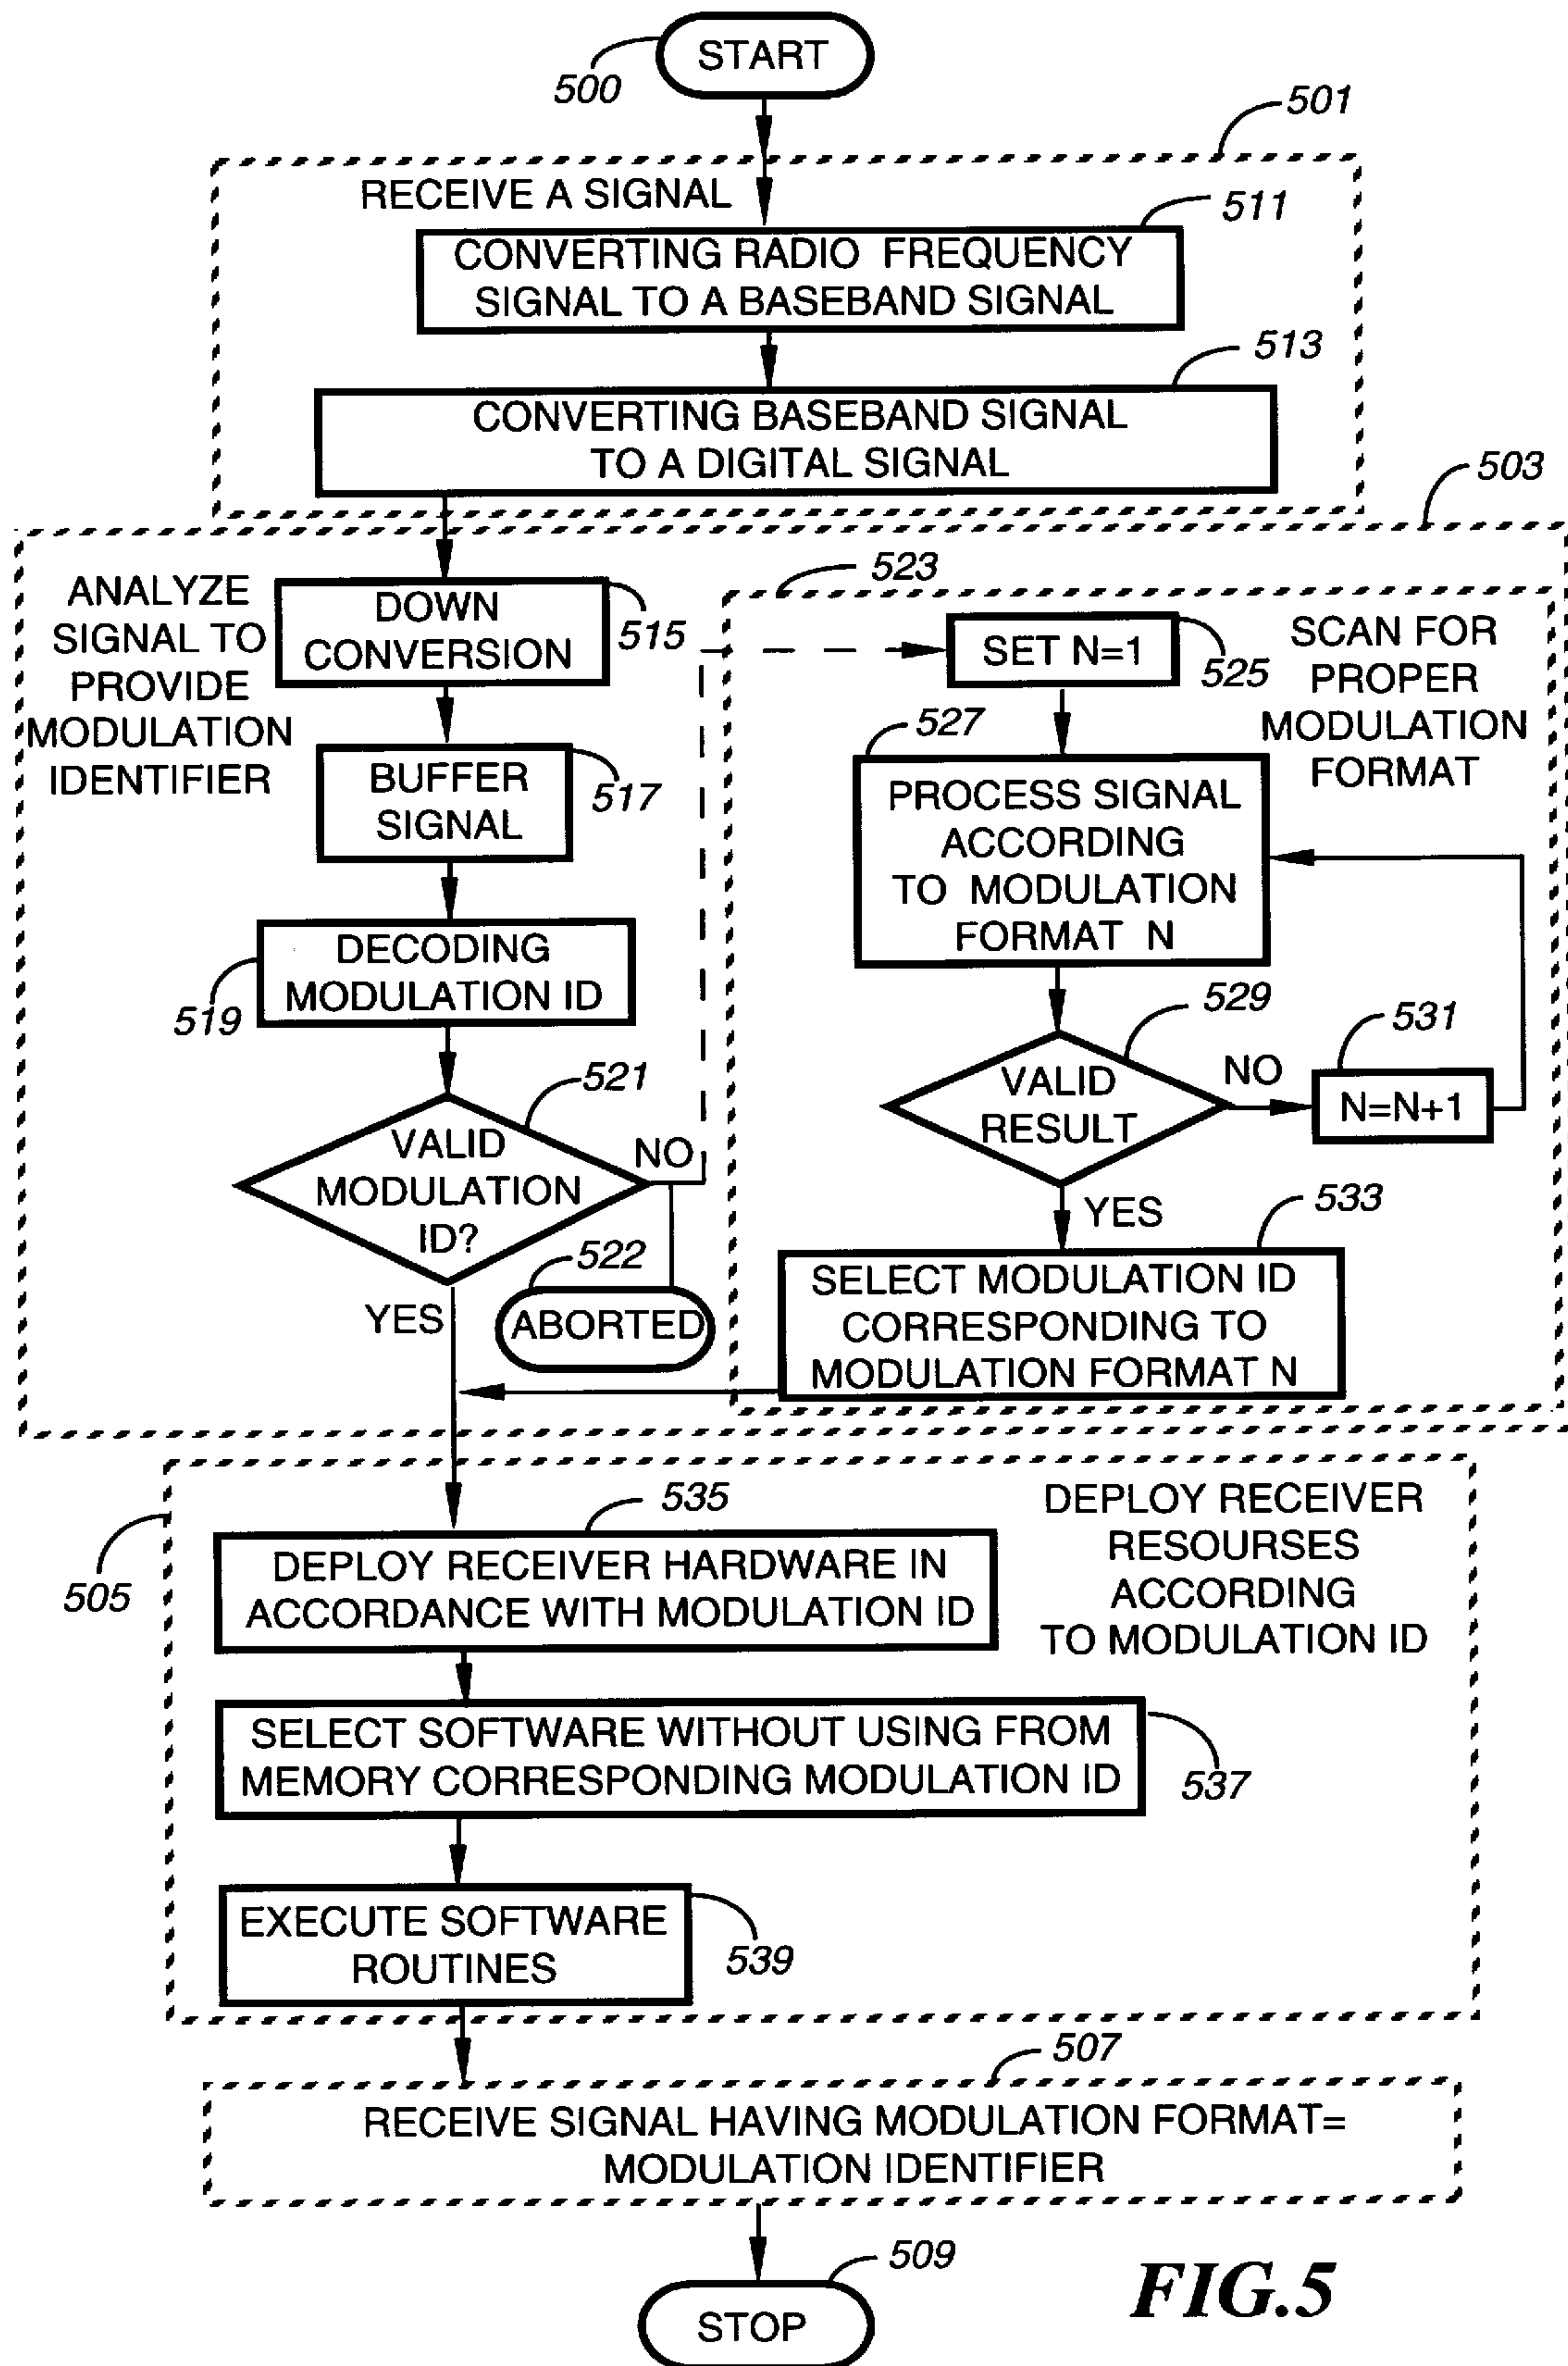 START
500
501
RECEIVE A SIGNAL
511
CONVERTING RADIO FREQUENCY
SIGNAL TO A BASEBAND SIGNAL
513
CONVERTING BASEBAND SIGNAL
TO A DIGITAL SIGNAL
503
ANALYZE
SIGNAL TO
PROVIDE
MODULATION
IDENTIFIER
DOWN
CONVERSION
515
BUFFER
SIGNAL
517
DECODING
MODULATION ID
519
521
VALID
MODULATION
ID?
NO
522
ABORTED
YES
523
SET N=1
525
SCAN FOR
PROPER
MODULATION
FORMAT
527
PROCESS SIGNAL
ACCORDING
TO MODULATION
FORMAT N
529
VALID
RESULT
NO
531
N=N+1
YES
533
SELECT MODULATION ID
CORRESPONDING TO
MODULATION FORMAT N
505
535
DEPLOY RECEIVER HARDWARE IN
ACCORDANCE WITH MODULATION ID
DEPLOY RECEIVER
RESOURSES
ACCORDING
TO MODULATION ID
SELECT SOFTWARE WITHOUT USING FROM
MEMORY CORRESPONDING MODULATION ID
537
EXECUTE SOFTWARE
ROUTINES
539
507
RECEIVE SIGNAL HAVING MODULATION FORMAT=
MODULATION IDENTIFIER
509
STOP
FIG.5